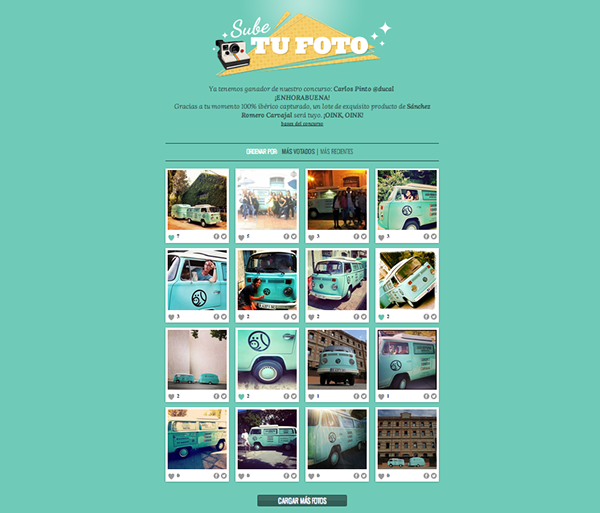 Sube
TU FOTO
Ya tenemos ganador de nuestro concurso: Carlos Pinto @ducal
¡ENHORABUENA!
Gracias a tu momento 100% ibérico capturado, un lote de exquisito producto de Sánchez
Romero Carvajal será tuyo. ¡OINK, OINK!
bases del concurso
ORDENAR POR: MÁS VOTADOS | MÁS RECIENTES
7 5 3 3
3 2 2 2
2 2 1 1
0 0 0 0
CARGAR MÁS FOTOS